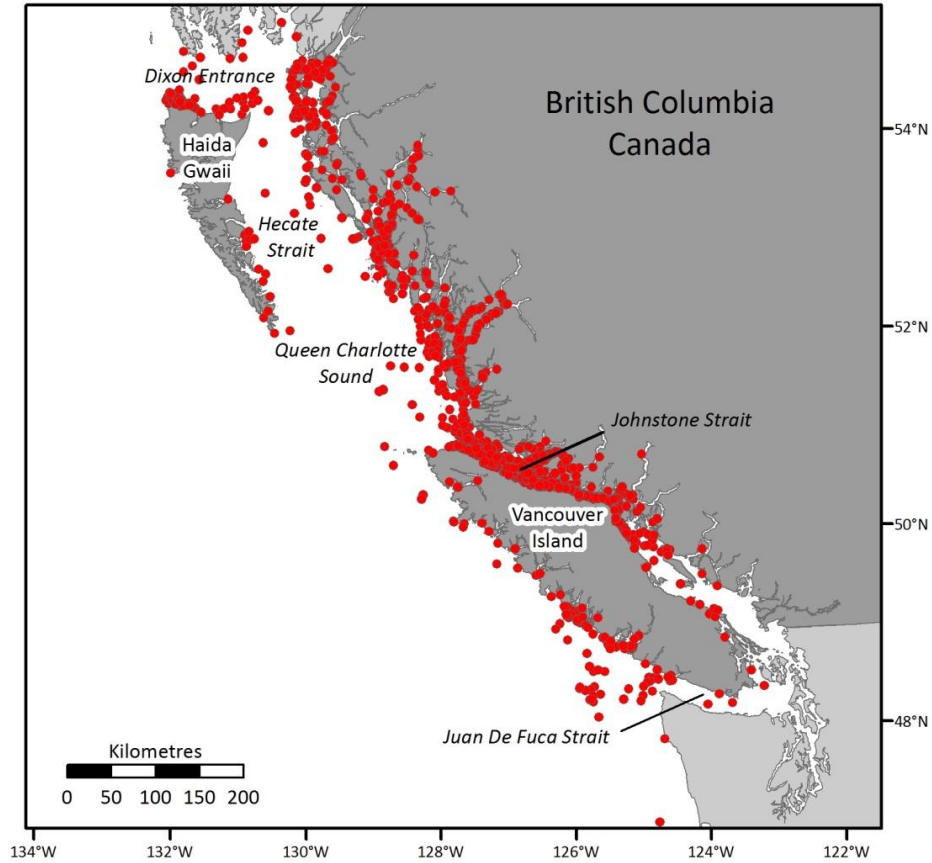 Dixon Entrance
British Columbia
Canada
Haida
Gwaii
Hecate
Strait
Queen Charlotte
Sound
Johnstone Strait
Vancouver
Island
Juan De Fuca Strait
Kilometres
0 50 100 150 200
54°N
52°N
50°N
48°N
134°W 132°W 130°W 128°W 126°W 124°W 122°W